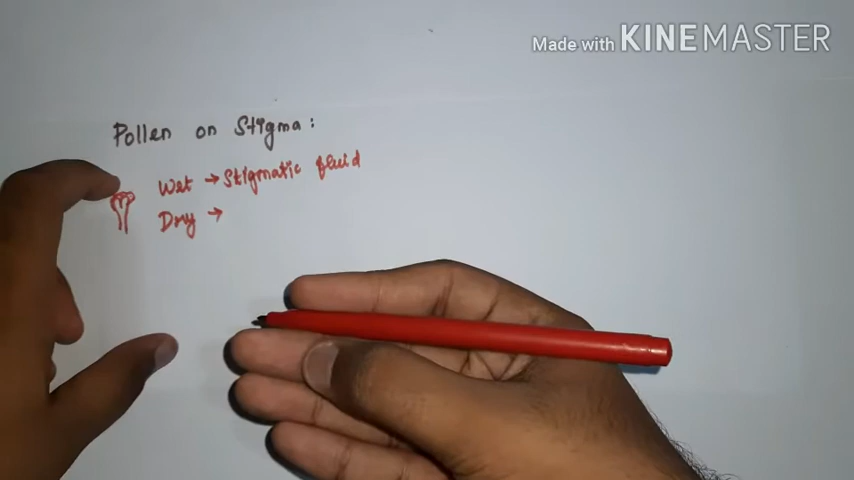 Made with KINEMASTER
Pollen on Stigma:
Wet → Stigmatic fluid
Dry →